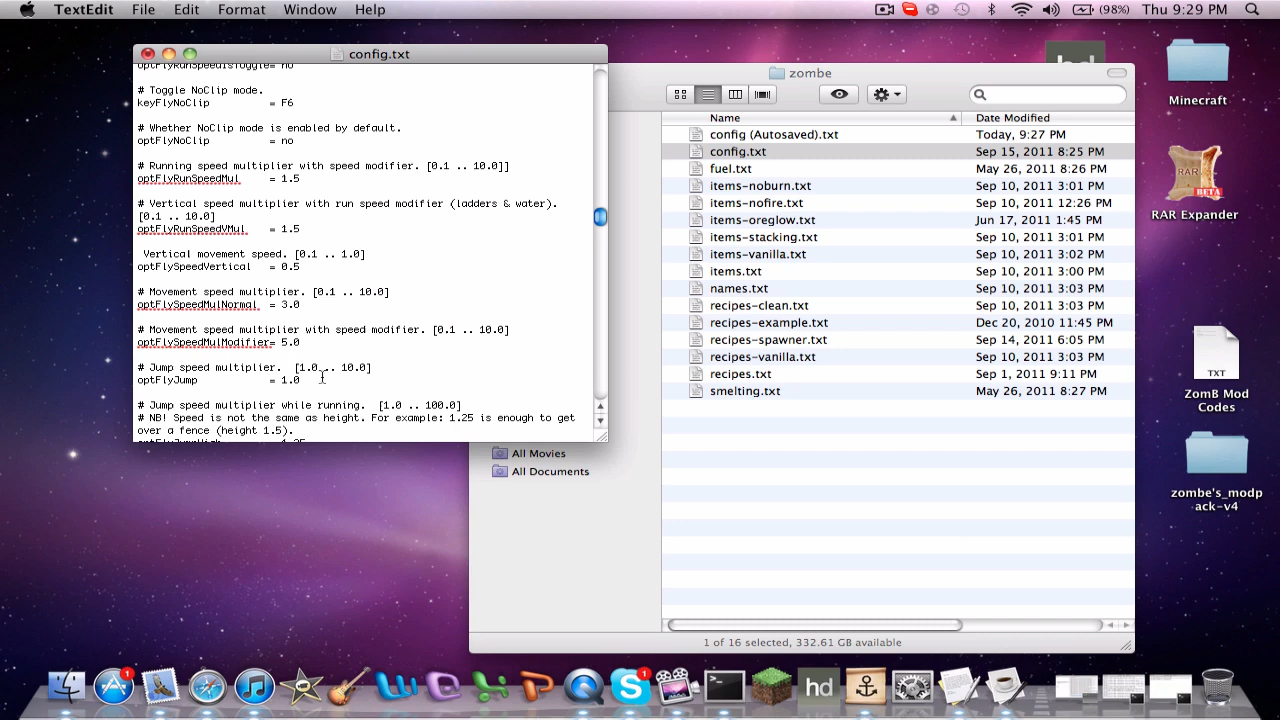 TextEdit File Edit Format Window Help
(98%) Thu 9:29 PM
config.txt
optFlyRunSpeedIsToggle= no
# Toggle NoClip mode.
keyFlyNoClip = F6
# Whether NoClip mode is enabled by default.
optFlyNoClip = no
# Running speed multiplier with speed modifier. [0.1 .. 10.0]]
optFlyRunSpeedMul = 1.5
# Vertical speed multiplier with run speed modifier (ladders & water).
[0.1 .. 10.0]
optFlyRunSpeedVMul = 1.5
Vertical movement speed. [0.1 .. 1.0]
optFlySpeedVertical = 0.5
# Movement speed multiplier. [0.1 .. 10.0]
optFlySpeedMulNormal = 3.0
# Movement speed multiplier with speed modifier. [0.1 .. 10.0]
optFlySpeedMulModifier= 5.0
# Jump speed multiplier. [1.0 .. 10.0]
optFlyJump = 1.0
# Jump speed multiplier while running. [1.0 .. 100.0]
# NB! Speed is not the same as height. For example: 1.25 is enough to get
over a fence (height 1.5).
optFlyJumpHigh = 1.25
zombe
Name Date Modified
config (Autosaved).txt Today, 9:27 PM
config.txt Sep 15, 2011 8:25 PM
fuel.txt May 26, 2011 8:26 PM
items-noburn.txt Sep 10, 2011 3:01 PM
items-nofire.txt Sep 10, 2011 12:26 PM
items-oreglow.txt Jun 17, 2011 1:45 PM
items-stacking.txt Sep 10, 2011 3:01 PM
items-vanilla.txt Sep 10, 2011 3:02 PM
items.txt Sep 10, 2011 3:00 PM
names.txt Sep 10, 2011 3:03 PM
recipes-clean.txt Sep 10, 2011 3:03 PM
recipes-example.txt Dec 20, 2010 11:45 PM
recipes-spawner.txt Sep 14, 2011 6:05 PM
recipes-vanilla.txt Sep 10, 2011 3:03 PM
recipes.txt Sep 1, 2011 9:11 PM
smelting.txt May 26, 2011 8:27 PM
All Movies
All Documents
1 of 16 selected, 332.61 GB available
hd
Minecraft
RAR
BETA
RAR Expander
TXT
ZomB Mod
Codes
zombe's_modp
ack-v4
1
1
hd